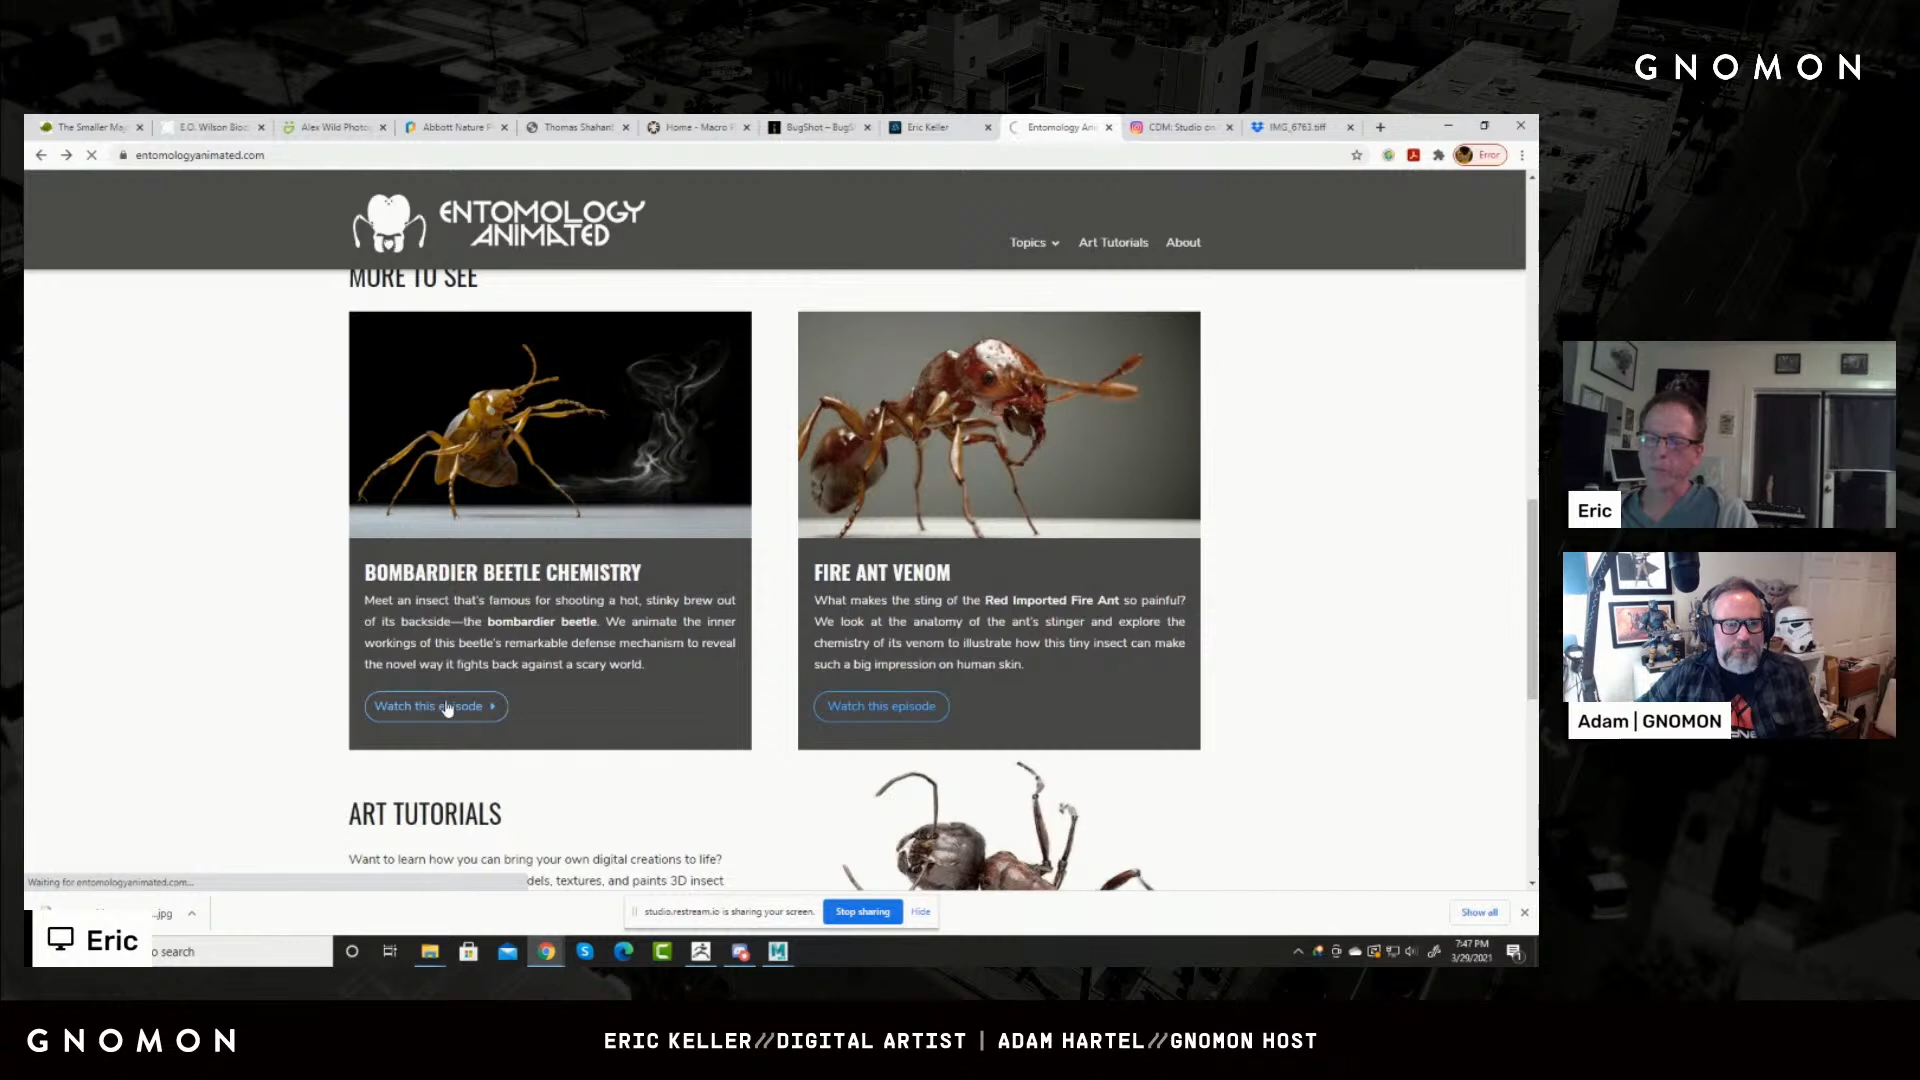 GNOMON
The Smaller Ma
E.O. Wilson Bioc
Alex Wild Photo
Abbott Nature P
Thomas Shahan
Home - Macro P
BugShot – BugS
Eric Keller
Entomology Ani
CDM: Studio on
IMG_6763.tiff
entomologyanimated.com
Error
ENTOMOLOGY
ANIMATED
Topics
Art Tutorials
About
MORE TO SEE
BOMBARDIER BEETLE CHEMISTRY
Meet an insect that's famous for shooting a hot, stinky brew out
of its backside—the bombardier beetle. We animate the inner
workings of this beetle's remarkable defense mechanism to reveal
the novel way it fights back against a scary world.
Watch this episode
FIRE ANT VENOM
What makes the sting of the Red Imported Fire Ant so painful?
We look at the anatomy of the ant's stinger and explore the
chemistry of its venom to illustrate how this tiny insect can make
such a big impression on human skin.
Watch this episode
ART TUTORIALS
Want to learn how you can bring your own digital creations to life?
dels, textures, and paints 3D insect
Waiting for entomologyanimated.com...
...jpg
studio.restream.io is sharing your screen.
Stop sharing
Hide
Show all
Eric
o search
7:47 PM
3/29/2021
Eric
Adam | GNOMON
GNOMON
ERIC KELLER//DIGITAL ARTIST | ADAM HARTEL//GNOMON HOST